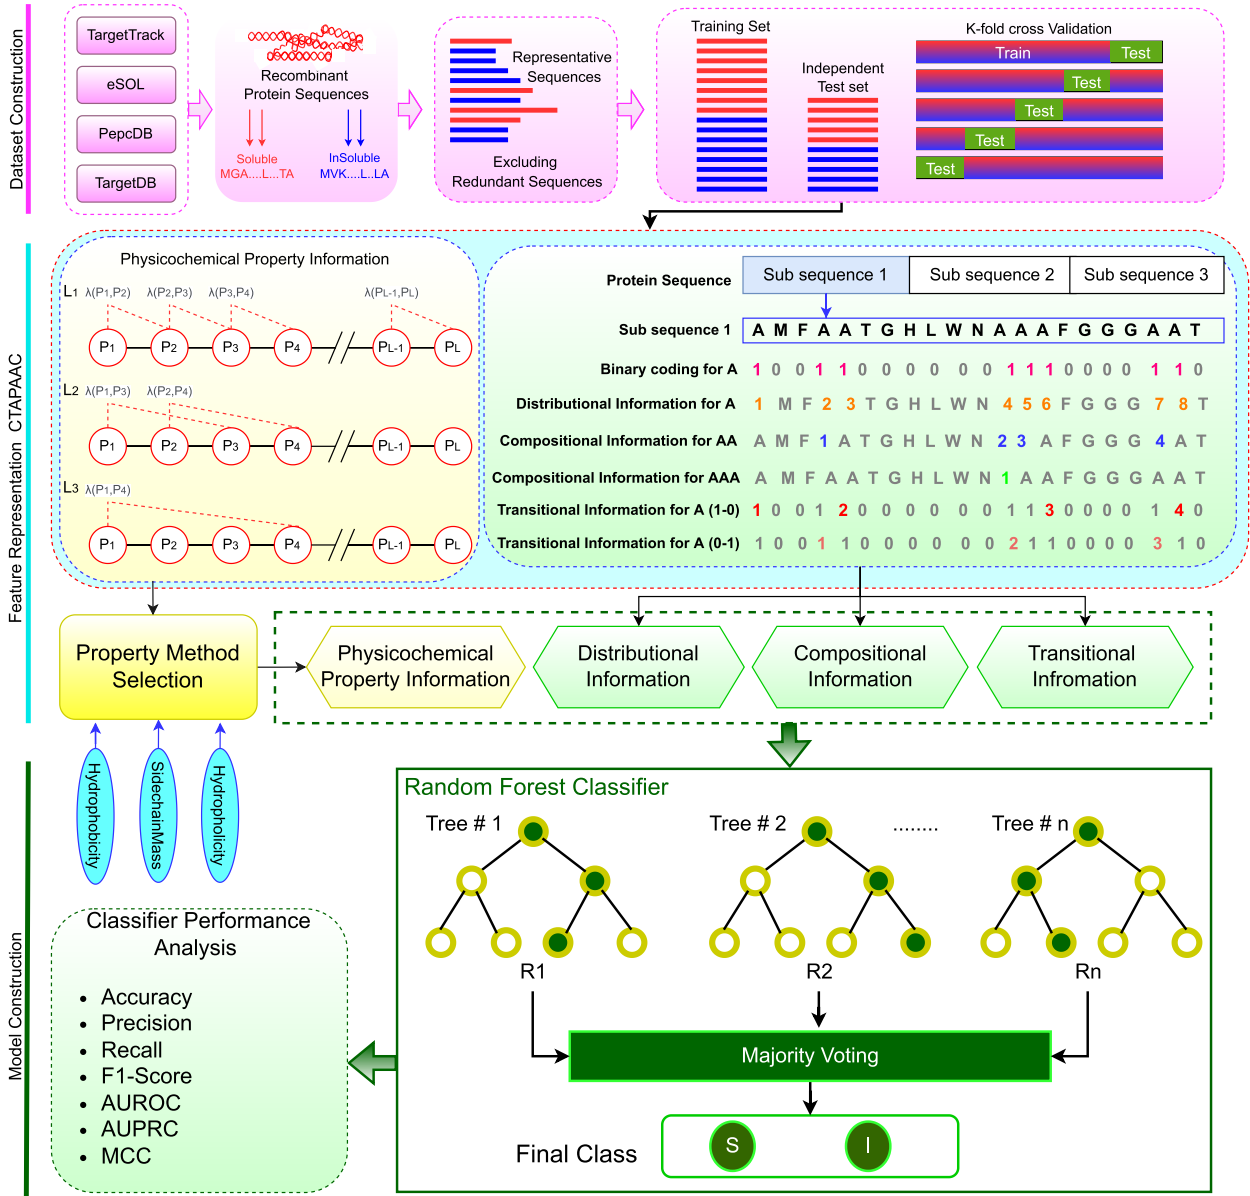 Dataset Construction
TargetTrack
eSOL
PepcDB
TargetDB
Recombinant
Protein Sequences
Soluble
MGA....L...TA
InSoluble
MVK....L..LA
Representative
Sequences
Excluding
Redundant Sequences
Training Set
Independent
Test set
K-fold cross Validation
Train
Test
Test
Test
Test
Test
Feature Representation CTAPAAC
Physicochemical Property Information
L1 λ(P1,P2) λ(P2,P3) λ(P3,P4) λ(PL-1,PL)
P1 P2 P3 P4 PL-1 PL
L2 λ(P1,P3) λ(P2,P4)
P1 P2 P3 P4 PL-1 PL
L3 λ(P1,P4)
P1 P2 P3 P4 PL-1 PL
Protein Sequence Sub sequence 1 Sub sequence 2 Sub sequence 3
Sub sequence 1 A M F A A T G H L W N A A A F G G G A A T
Binary coding for A 1 0 0 1 1 0 0 0 0 0 0 1 1 1 0 0 0 0 1 1 0
Distributional Information for A 1 M F 2 3 T G H L W N 4 5 6 F G G G 7 8 T
Compositional Information for AA A M F 1 A T G H L W N 2 3 A F G G G 4 A T
Compositional Information for AAA A M F A A T G H L W N 1 A A F G G G A A T
Transitional Information for A (1-0) 1 0 0 1 2 0 0 0 0 0 0 1 1 3 0 0 0 0 1 4 0
Transitional Information for A (0-1) 1 0 0 1 1 0 0 0 0 0 0 2 1 1 0 0 0 0 3 1 0
Property Method
Selection
Physicochemical
Property Information
Distributional
Information
Compositional
Information
Transitional
Infromation
Hydrophobicity
SidechainMass
Hydropholicity
Model Construction
Random Forest Classifier
Tree # 1
Tree # 2
........
Tree # n
R1
R2
Rn
Majority Voting
Final Class
S
I
Classifier Performance
Analysis
• Accuracy
• Precision
• Recall
• F1-Score
• AUROC
• AUPRC
• MCC